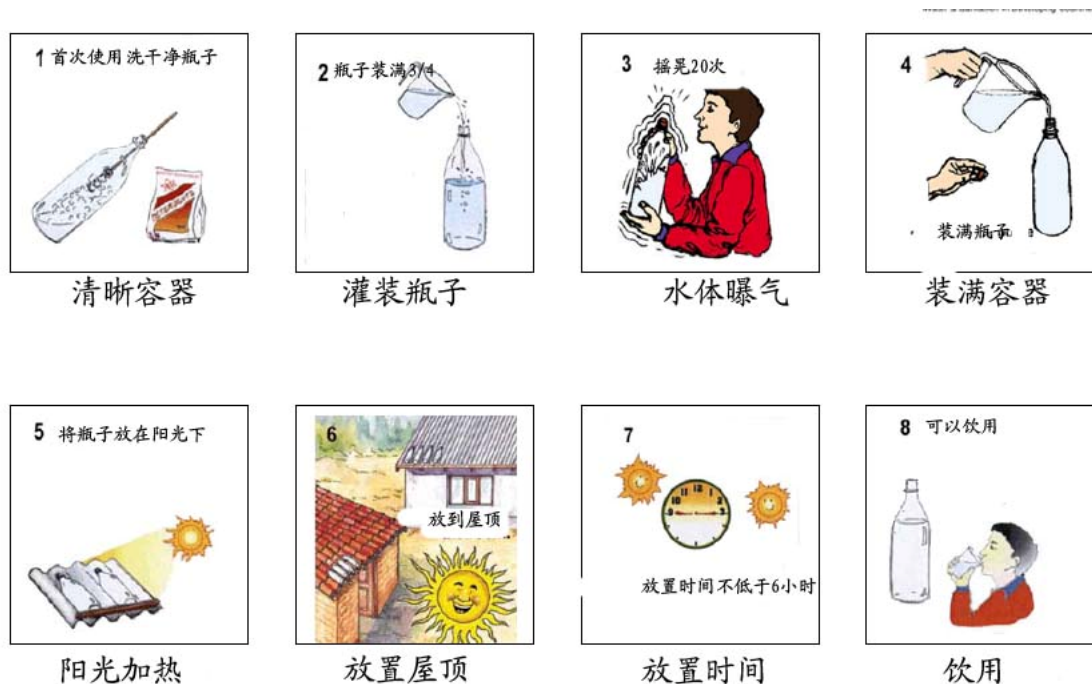 1 首次使用 洗干净瓶子
2 瓶子装满3/4
3 摇晃20次
4
装满瓶子
清晰容器
灌装瓶子
水体曝气
装满容器
5 将瓶子放在阳光下
6
放到屋顶
7
放置时间不低于6小时
8 可以饮用
阳光加热
放置屋顶
放置时间
饮用